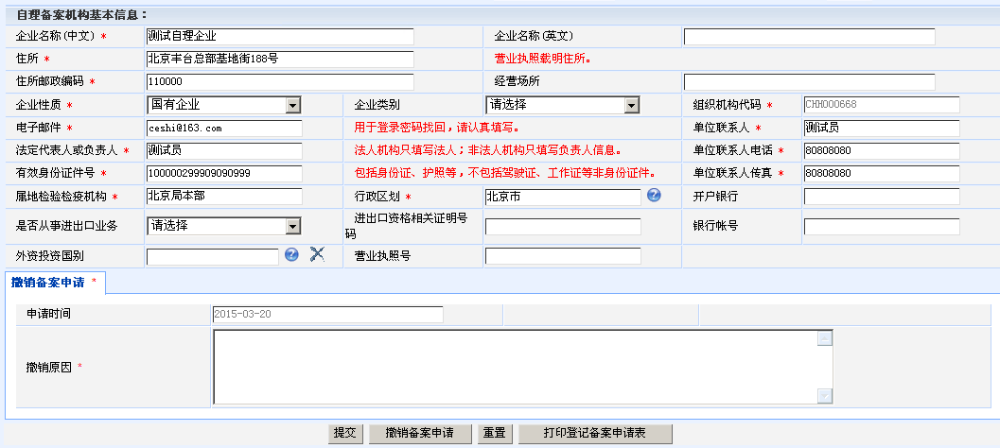 自理备案机构基本信息：
企业名称(中文) * 测试自理企业 企业名称(英文)
住所 * 北京丰台总部基地街188号 营业执照载明住所。
住所邮政编码 * 110000 经营场所
企业性质 * 国有企业 企业类别 请选择 组织机构代码 * CHH000668
电子邮件 * ceshi@163.com 用于登录密码找回，请认真填写。 单位联系人 * 测试员
法定代表人或负责人 * 测试员 法人机构只填写法人；非法人机构只填写负责人信息。 单位联系人电话 * 80808080
有效身份证件号 * 100000299909090999 包括身份证、护照等，不包括驾驶证、工作证等非身份证件。 单位联系人传真 * 80808080
属地检验检疫机构 * 北京局本部 行政区划 * 北京市 开户银行
是否从事进出口业务 请选择 进出口资格相关证明号码 银行帐号
外资投资国别 营业执照号
撤销备案申请 *
申请时间 2015-03-20
撤销原因 *
提交 撤销备案申请 重置 打印登记备案申请表